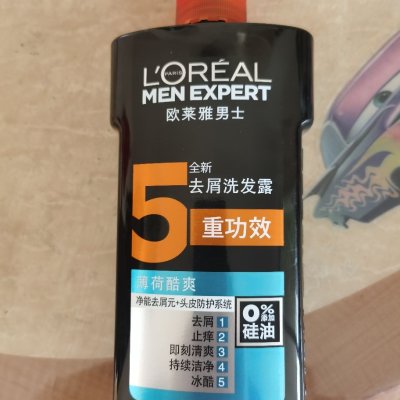 L'ORÉAL
PARIS
MEN EXPERT
欧莱雅男士
5
全新
去屑洗发露
重功效
薄荷酷爽
净能去屑元+头皮防护系统
去屑 1
止痒 2
即刻清爽 3
持续洁净 4
冰酷 5
0%添加
硅油